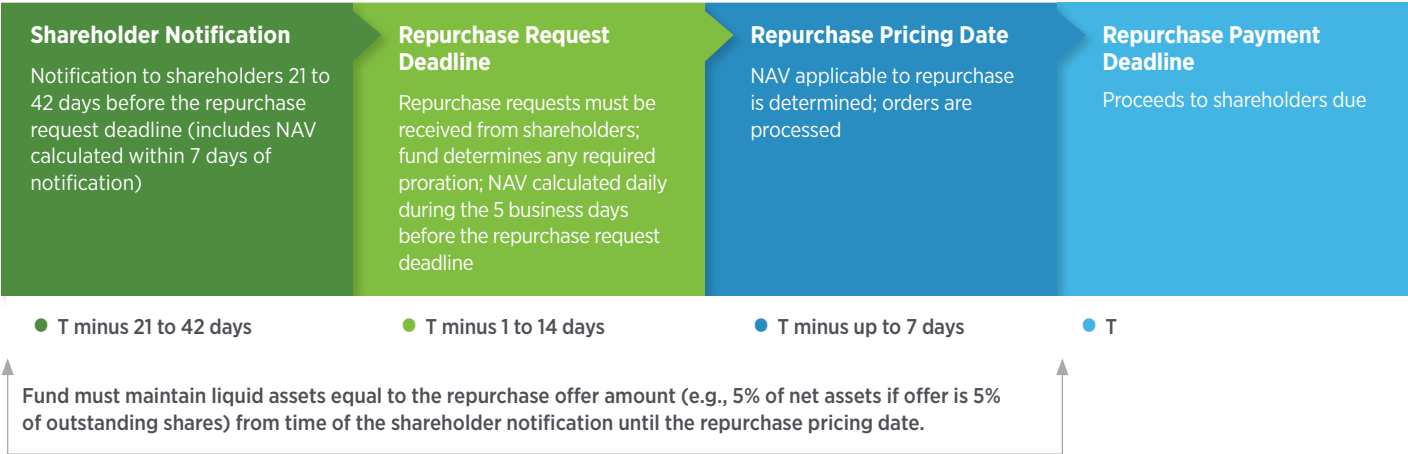 Shareholder Notification
Notification to shareholders 21 to
42 days before the repurchase
request deadline (includes NAV
calculated within 7 days of
notification)
Repurchase Request
Deadline
Repurchase requests must be
received from shareholders;
fund determines any required
proration; NAV calculated daily
during the 5 business days
before the repurchase request
deadline
Repurchase Pricing Date
NAV applicable to repurchase
is determined; orders are
processed
Repurchase Payment
Deadline
Proceeds to shareholders due
T minus 21 to 42 days
T minus 1 to 14 days
T minus up to 7 days
T
Fund must maintain liquid assets equal to the repurchase offer amount (e.g., 5% of net assets if offer is 5%
of outstanding shares) from time of the shareholder notification until the repurchase pricing date.